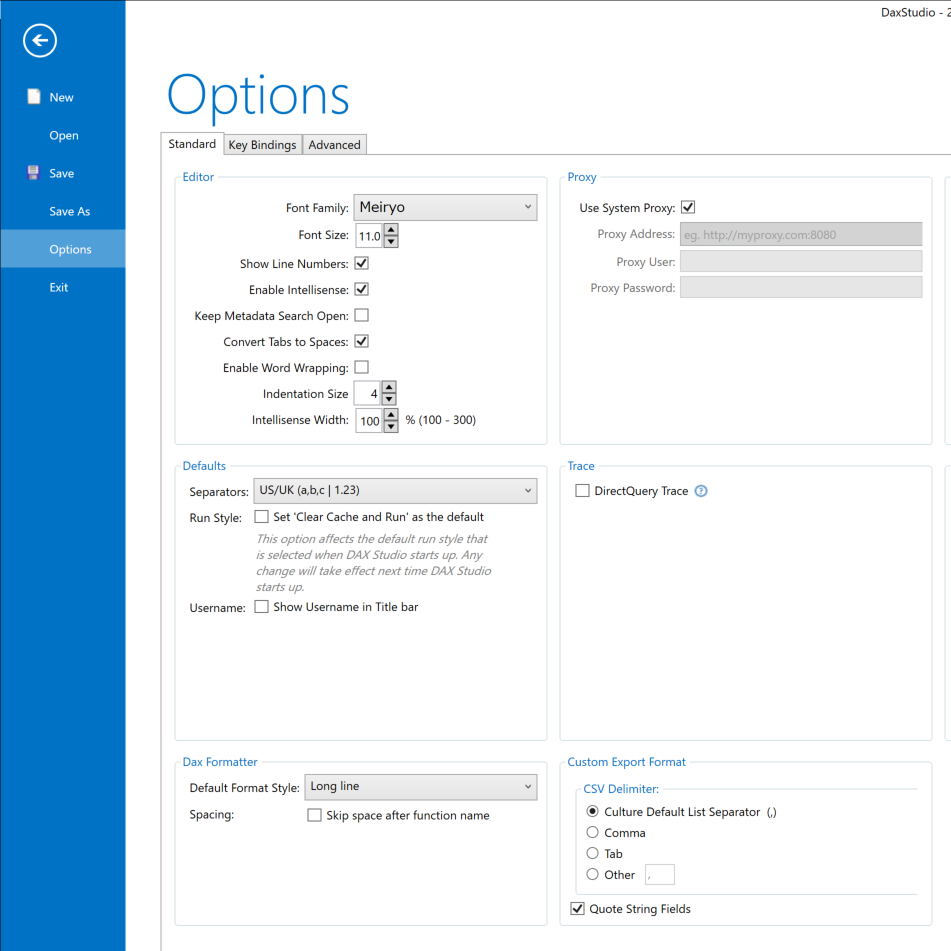 DaxStudio - 2
New
Open
Save
Save As
Options
Exit
Options
Standard Key Bindings Advanced
Editor
Font Family: Meiryo
Font Size: 11.0
Show Line Numbers:
Enable Intellisense:
Keep Metadata Search Open:
Convert Tabs to Spaces:
Enable Word Wrapping:
Indentation Size 4
Intellisense Width: 100 % (100 - 300)
Proxy
Use System Proxy:
Proxy Address: eg. http://myproxy.com:8080
Proxy User:
Proxy Password:
Defaults
Separators: US/UK (a,b,c | 1.23)
Run Style: Set 'Clear Cache and Run' as the default
This option affects the default run style that
is selected when DAX Studio starts up. Any
change will take effect next time DAX Studio
starts up.
Username: Show Username in Title bar
Trace
DirectQuery Trace ?
Dax Formatter
Default Format Style: Long line
Spacing: Skip space after function name
Custom Export Format
CSV Delimiter:
Culture Default List Separator (,)
Comma
Tab
Other ,
Quote String Fields